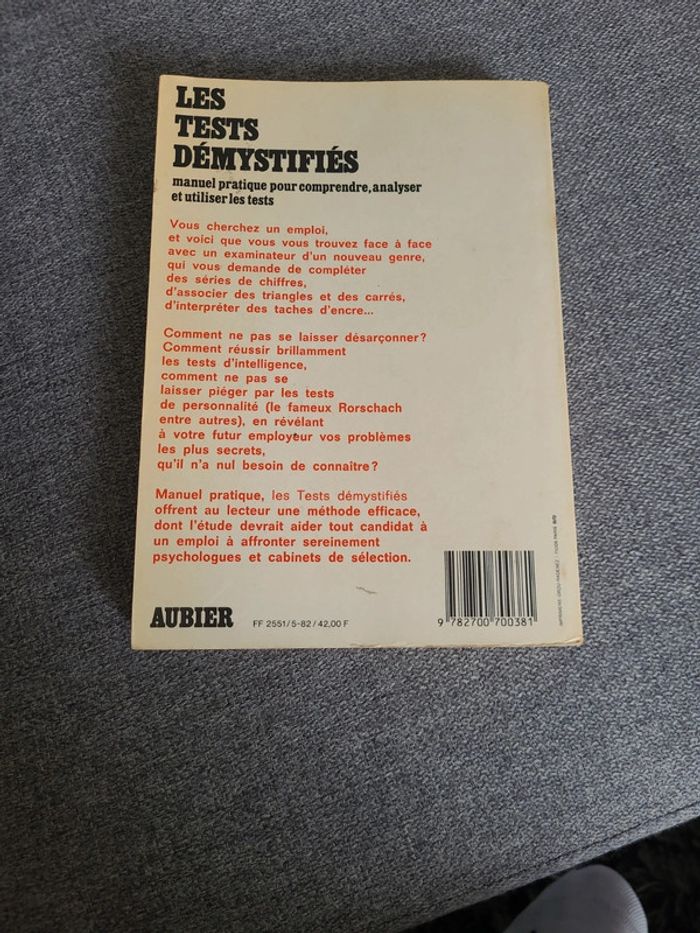 LES
TESTS
DÉMYSTIFIÉS
manuel pratique pour comprendre, analyser
et utiliser les tests
Vous cherchez un emploi,
et voici que vous vous trouvez face à face
avec un examinateur d'un nouveau genre,
qui vous demande de compléter
des séries de chiffres,
d'associer des triangles et des carrés,
d'interpréter des taches d'encre...
Comment ne pas se laisser désarçonner?
Comment réussir brillamment
les tests d'intelligence,
comment ne pas se
laisser piéger par les tests
de personnalité (le fameux Rorschach
entre autres), en révélant
à votre futur employeur vos problèmes
les plus secrets,
qu'il n'a nul besoin de connaître?
Manuel pratique, les Tests démystifiés
offrent au lecteur une méthode efficace,
dont l'étude devrait aider tout candidat à
un emploi à affronter sereinement
psychologues et cabinets de sélection.
AUBIER
FF 2551/5-82/42,00 F
9 782700 700381